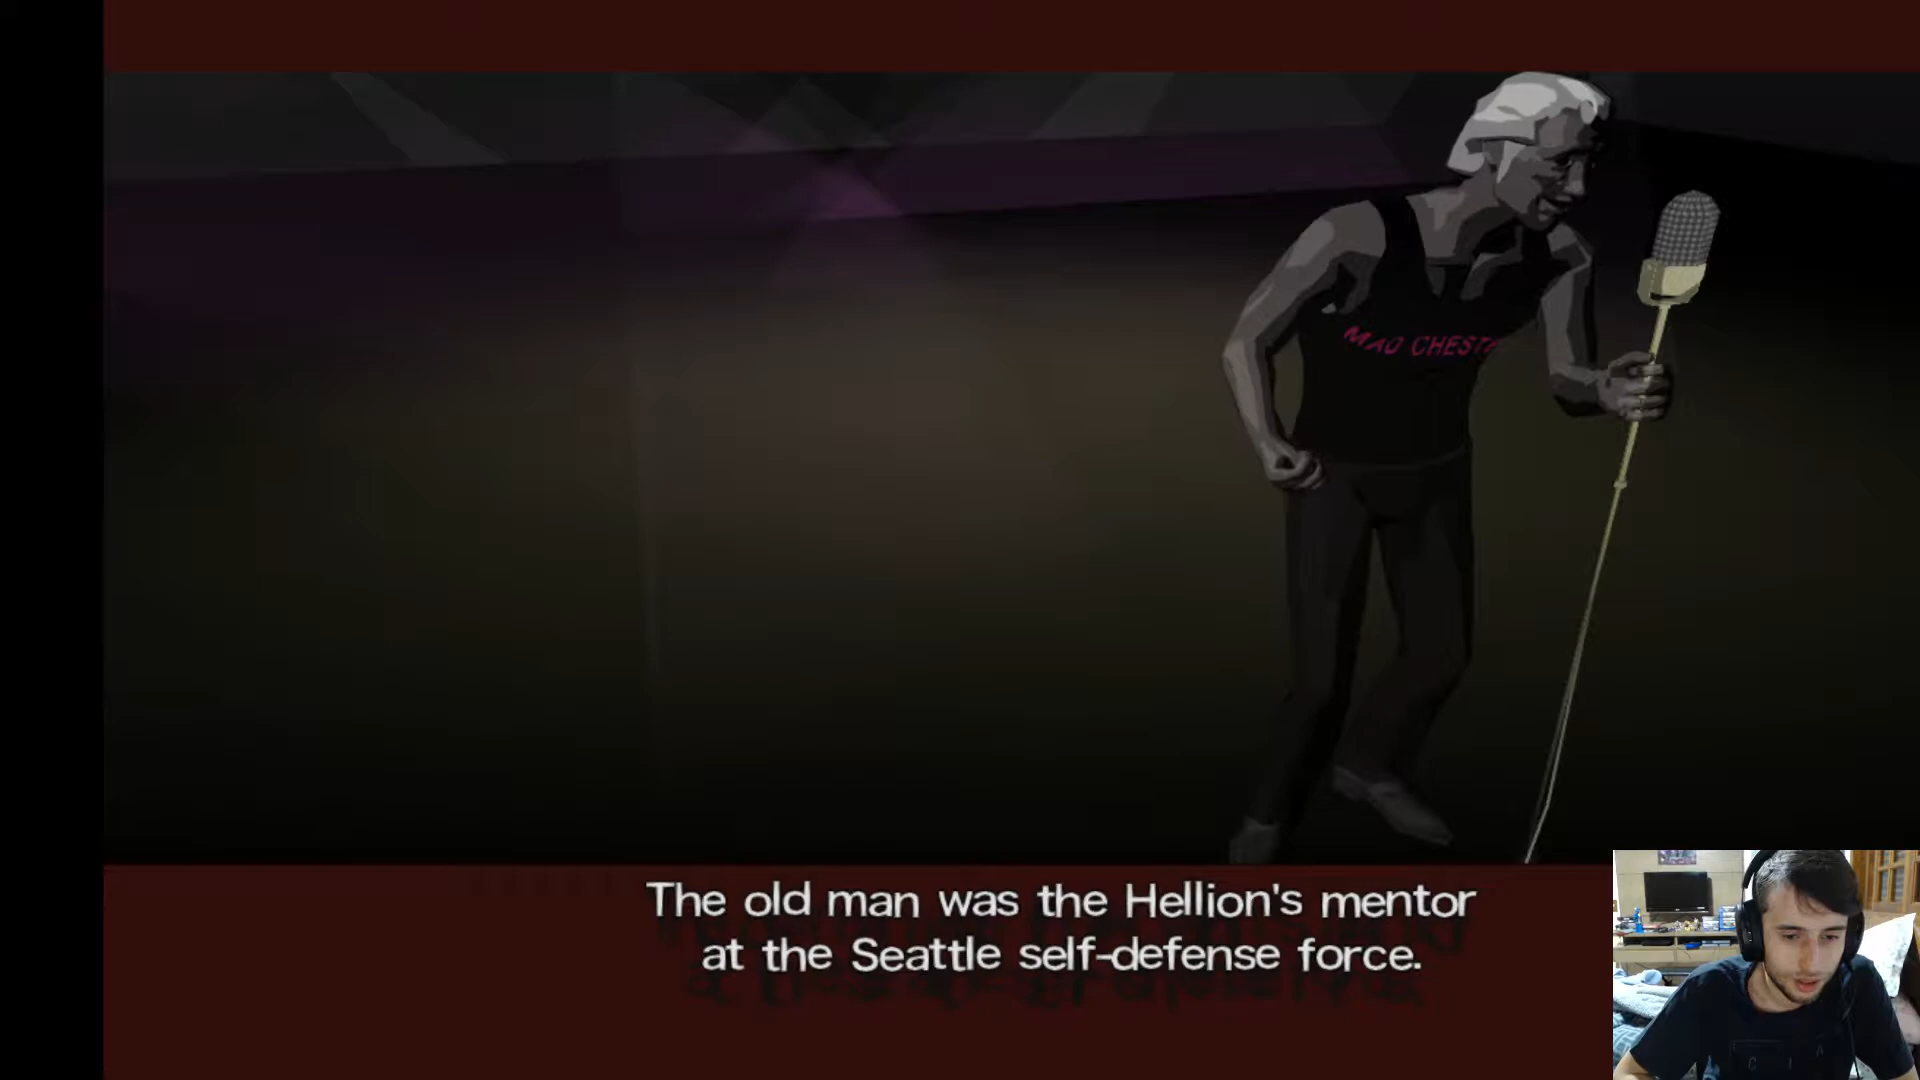 MAD CHEST
The old man was the Hellion's mentor
at the Seattle self-defense force.